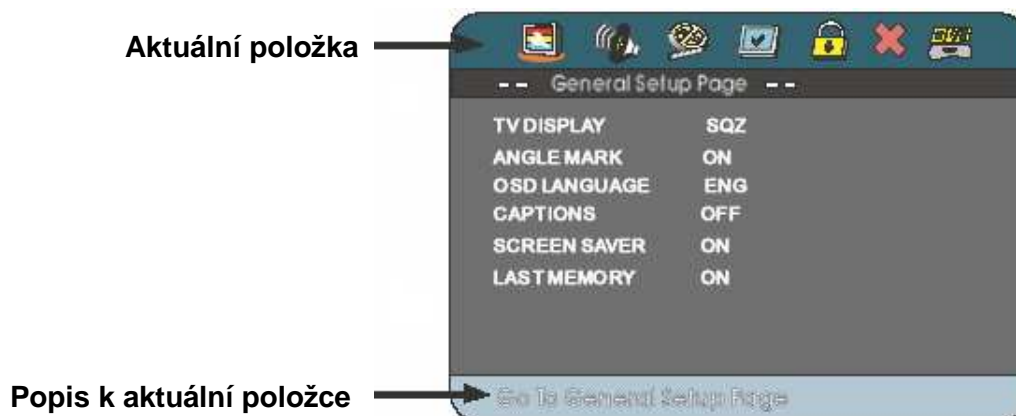 Aktuální položka
-- General Setup Page --
TV DISPLAY SQZ
ANGLE MARK ON
OSD LANGUAGE ENG
CAPTIONS OFF
SCREEN SAVER ON
LAST MEMORY ON
Popis k aktuální položce
Go To General Setup Page